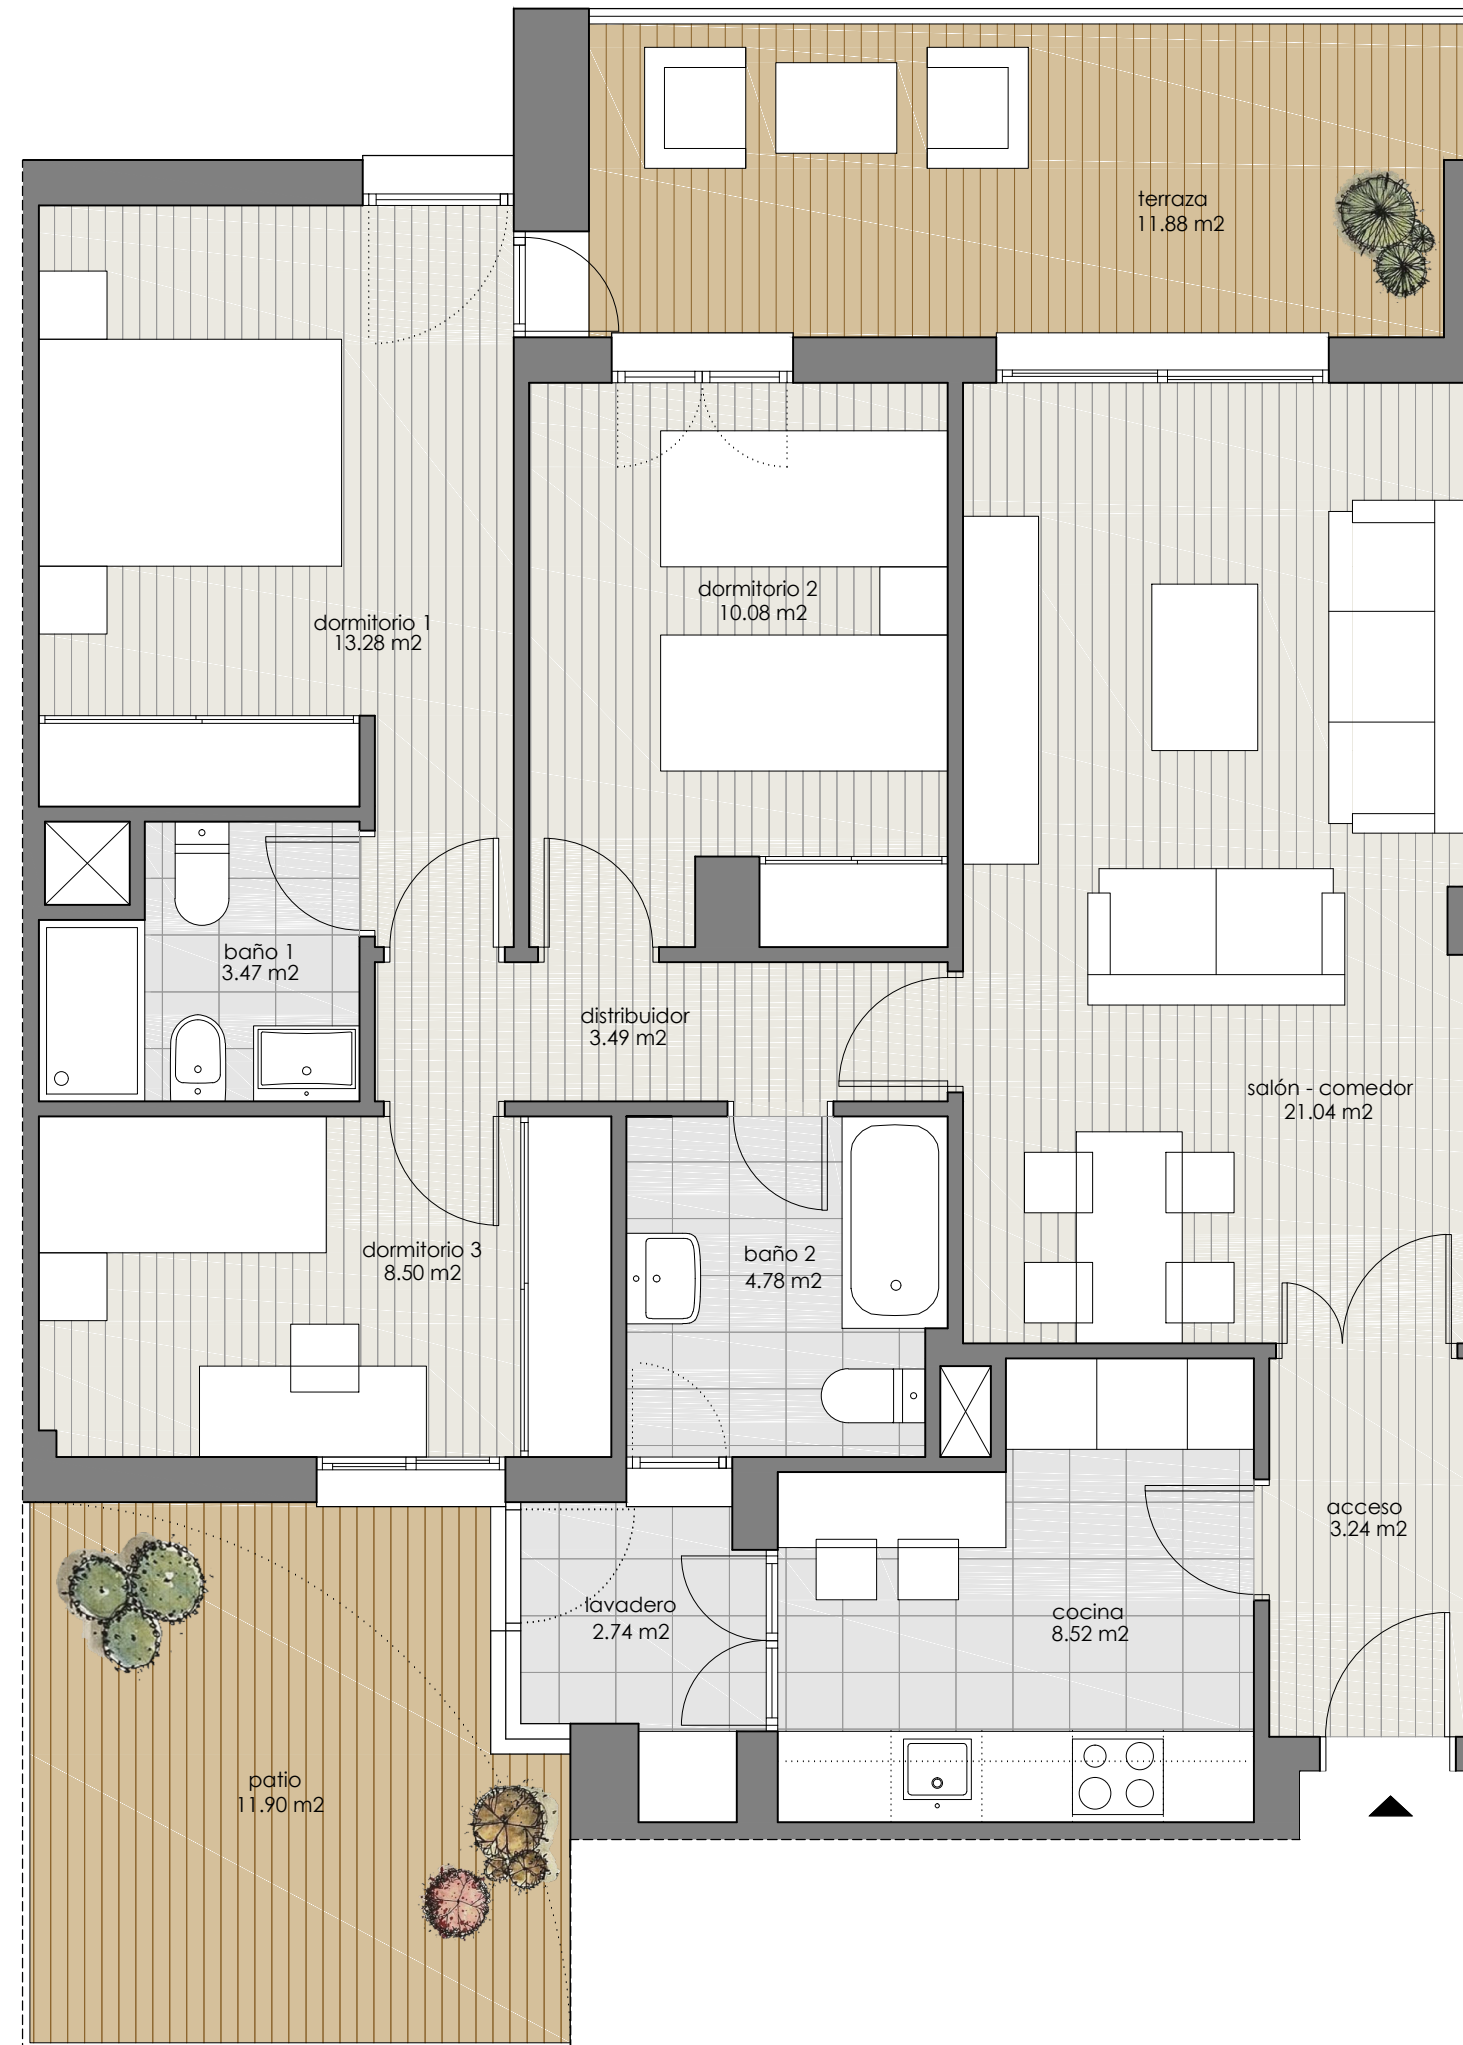 terraza
11.88 m2
dormitorio 2
10.08 m2
dormitorio 1
13.28 m2
baño 1
3.47 m2
distribuidor
3.49 m2
salón - comedor
21.04 m2
dormitorio 3
8.50 m2
baño 2
4.78 m2
acceso
3.24 m2
lavadero
2.74 m2
cocina
8.52 m2
patio
11.90 m2